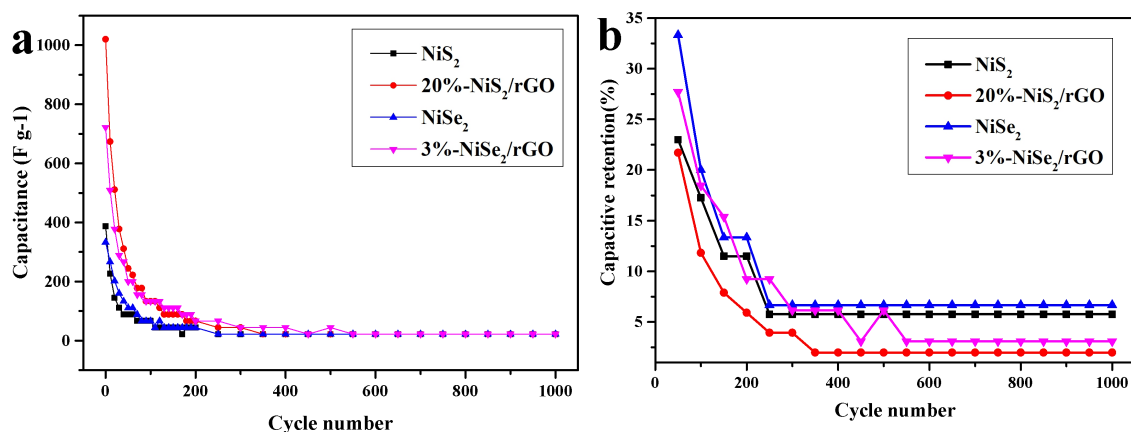 a
Capacitance (F g-1)
1000
800
600
400
200
0
NiS₂
20%-NiS₂/rGO
NiSe₂
3%-NiSe₂/rGO
0 200 400 600 800 1000
Cycle number
b
Capacitive retention(%)
35
30
25
20
15
10
5
NiS₂
20%-NiS₂/rGO
NiSe₂
3%-NiSe₂/rGO
0 200 400 600 800 1000
Cycle number